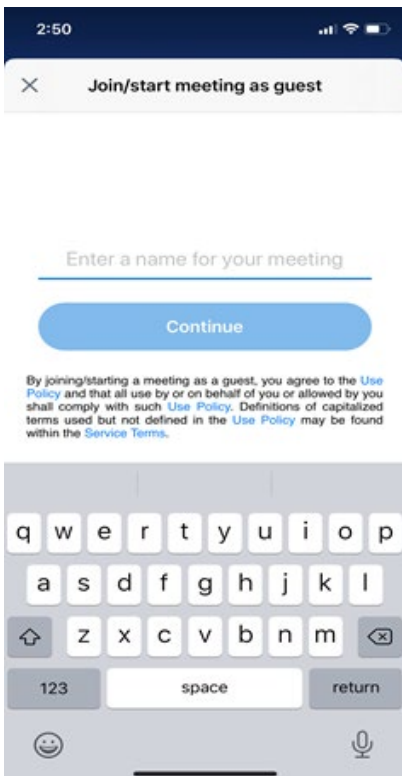 2:50
Join/start meeting as guest
Enter a name for your meeting
Continue
By joining/starting a meeting as a guest, you agree to the Use
Policy and that all use by or on behalf of you or allowed by you
shall comply with such Use Policy. Definitions of capitalized
terms used but not defined in the Use Policy may be found
within the Service Terms.
q w e r t y u i o p
a s d f g h j k l
z x c v b n m
123 space return